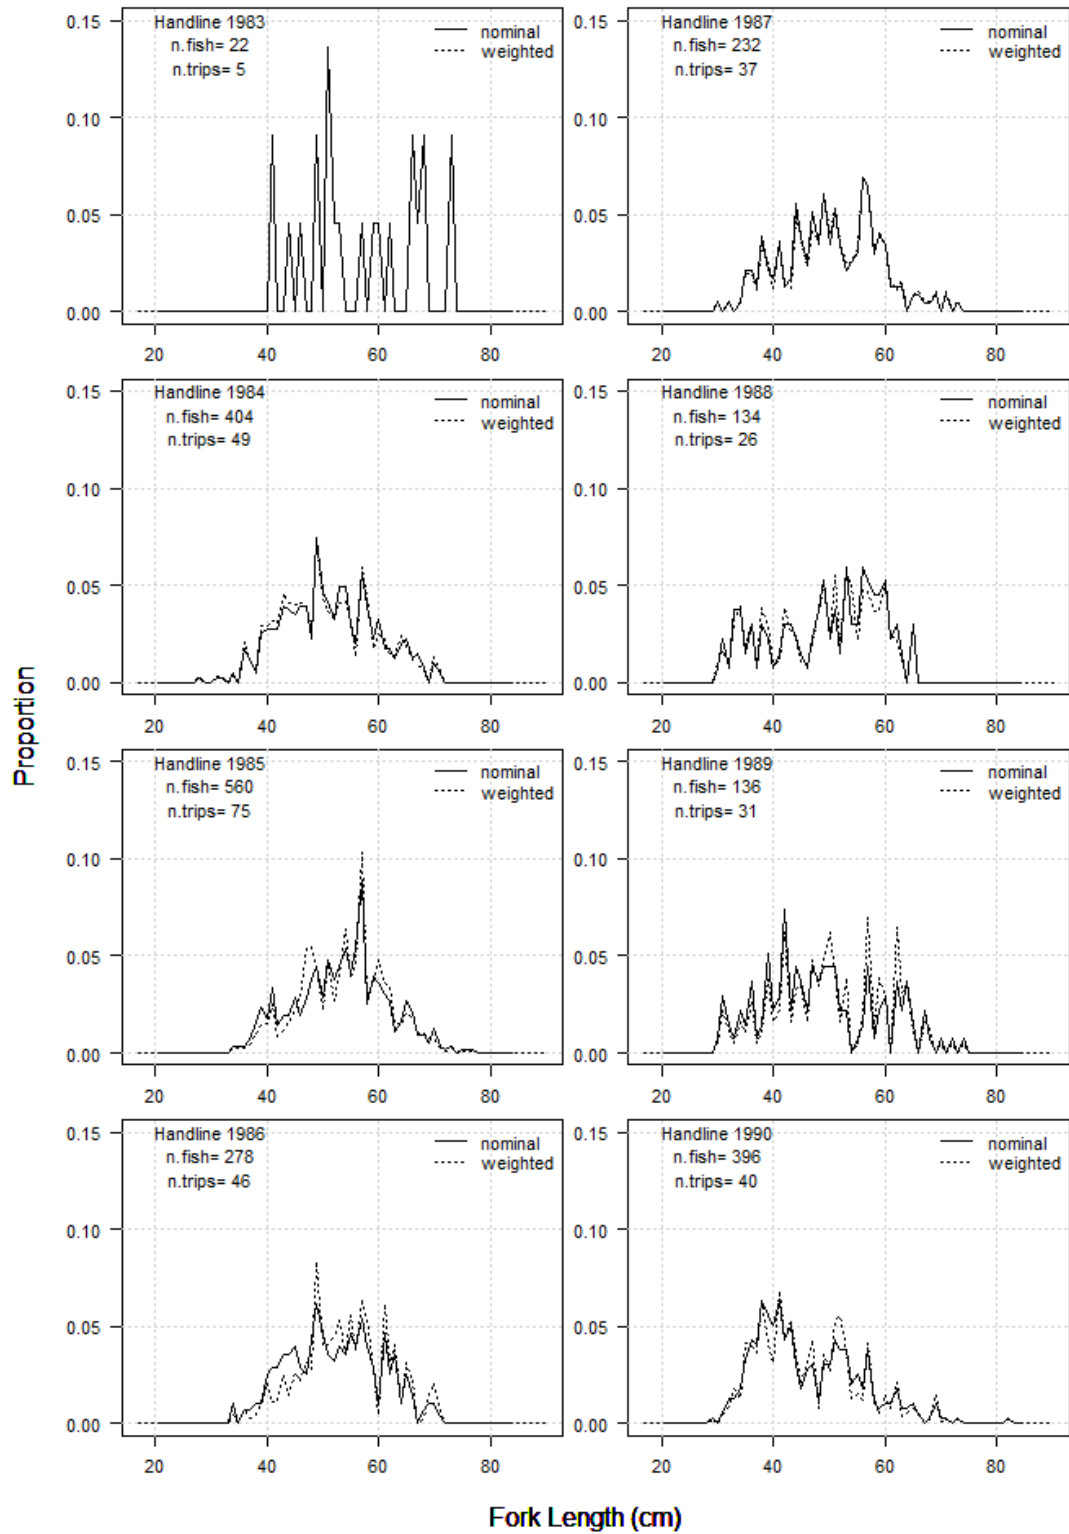 Proportion
Handline 1983
n.fish= 22
n.trips= 5
nominal
weighted
0.15
0.10
0.05
0.00
20 40 60 80
Handline 1987
n.fish= 232
n.trips= 37
nominal
weighted
0.15
0.10
0.05
0.00
20 40 60 80
Handline 1984
n.fish= 404
n.trips= 49
nominal
weighted
0.15
0.10
0.05
0.00
20 40 60 80
Handline 1988
n.fish= 134
n.trips= 26
nominal
weighted
0.15
0.10
0.05
0.00
20 40 60 80
Handline 1985
n.fish= 560
n.trips= 75
nominal
weighted
0.15
0.10
0.05
0.00
20 40 60 80
Handline 1989
n.fish= 136
n.trips= 31
nominal
weighted
0.15
0.10
0.05
0.00
20 40 60 80
Handline 1986
n.fish= 278
n.trips= 46
nominal
weighted
0.15
0.10
0.05
0.00
20 40 60 80
Handline 1990
n.fish= 396
n.trips= 40
nominal
weighted
0.15
0.10
0.05
0.00
20 40 60 80
Fork Length (cm)